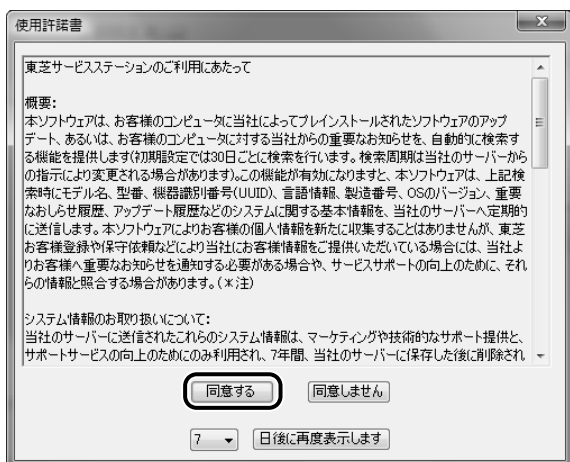 使用許諾書
東芝サービスステーションのご利用にあたって
概要:
本ソフトウェアは、お客様のコンピュータに当社によってプレインストールされたソフトウェアのアップ
デート、あるいは、お客様のコンピュータに対する当社からの重要なお知らせを、自動的に検索す
る機能を提供します(初期設定では30日ごとに検索を行います。検索周期は当社のサーバーから
の指示により変更される場合があります)。この機能が有効になりますと、本ソフトウェアは、上記検
索時にモデル名、型番、機器識別番号(UUID)、言語情報、製造番号、OSのバージョン、重要
なおしらせ履歴、アップデート履歴などのシステムに関する基本情報を、当社のサーバーへ定期的
に送信します。本ソフトウェアによりお客様の個人情報を新たに収集することはありませんが、東芝
お客様登録や保守依頼などにより当社にお客様情報をご提供いただいている場合には、当社よ
りお客様へ重要なお知らせを通知する必要がある場合や、サービスサポートの向上のために、それ
らの情報と照合する場合があります。(※注)
システム情報のお取り扱いについて:
当社のサーバーに送信されたこれらのシステム情報は、マーケティングや技術的なサポート提供と、
サポートサービスの向上のためにのみ利用され、7年間、当社のサーバーに保存した後に削除され
同意する 同意しません
7 日後に再度表示します